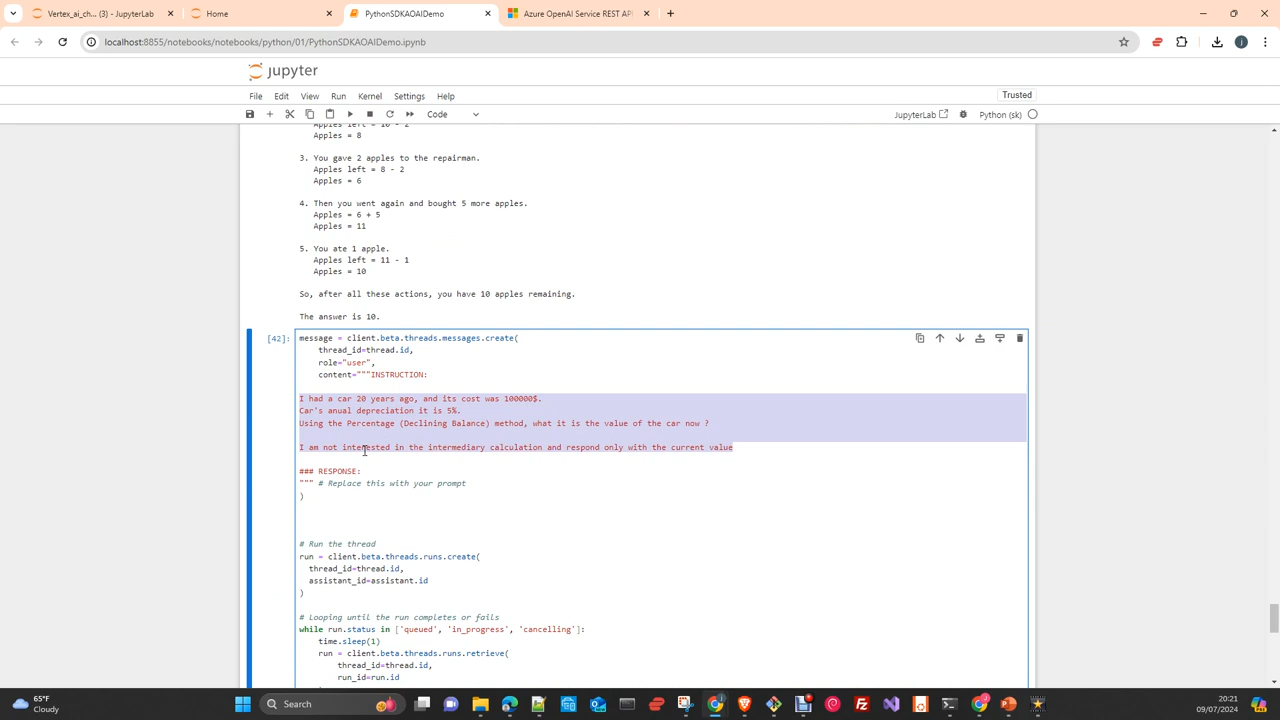 Vertex_ai_ch... (3) - JupyterLab
Home
PythonSDKAOAIDemo
Azure OpenAI Service REST API
localhost:8855/notebooks/notebooks/python/01/PythonSDKAOAIDemo.ipynb
jupyter
File Edit View Run Kernel Settings Help
Trusted
Code
JupyterLab
Python (sk)
Apples left = 10 - 2
Apples = 8
3. You gave 2 apples to the repairman.
Apples left = 8 - 2
Apples = 6
4. Then you went again and bought 5 more apples.
Apples = 6 + 5
Apples = 11
5. You ate 1 apple.
Apples left = 11 - 1
Apples = 10
So, after all these actions, you have 10 apples remaining.
The answer is 10.
[42]:
message = client.beta.threads.messages.create(
thread_id=thread.id,
role="user",
content="""INSTRUCTION:
I had a car 20 years ago, and its cost was 100000$.
Car's anual depreciation it is 5%.
Using the Percentage (Declining Balance) method, what it is the value of the car now ?
I am not interested in the intermediary calculation and respond only with the current value
### RESPONSE:
""" # Replace this with your prompt
)
# Run the thread
run = client.beta.threads.runs.create(
thread_id=thread.id,
assistant_id=assistant.id
)
# Looping until the run completes or fails
while run.status in ['queued', 'in_progress', 'cancelling']:
time.sleep(1)
run = client.beta.threads.runs.retrieve(
thread_id=thread.id,
run_id=run.id
65°F
Cloudy
Search
20:21
09/07/2024